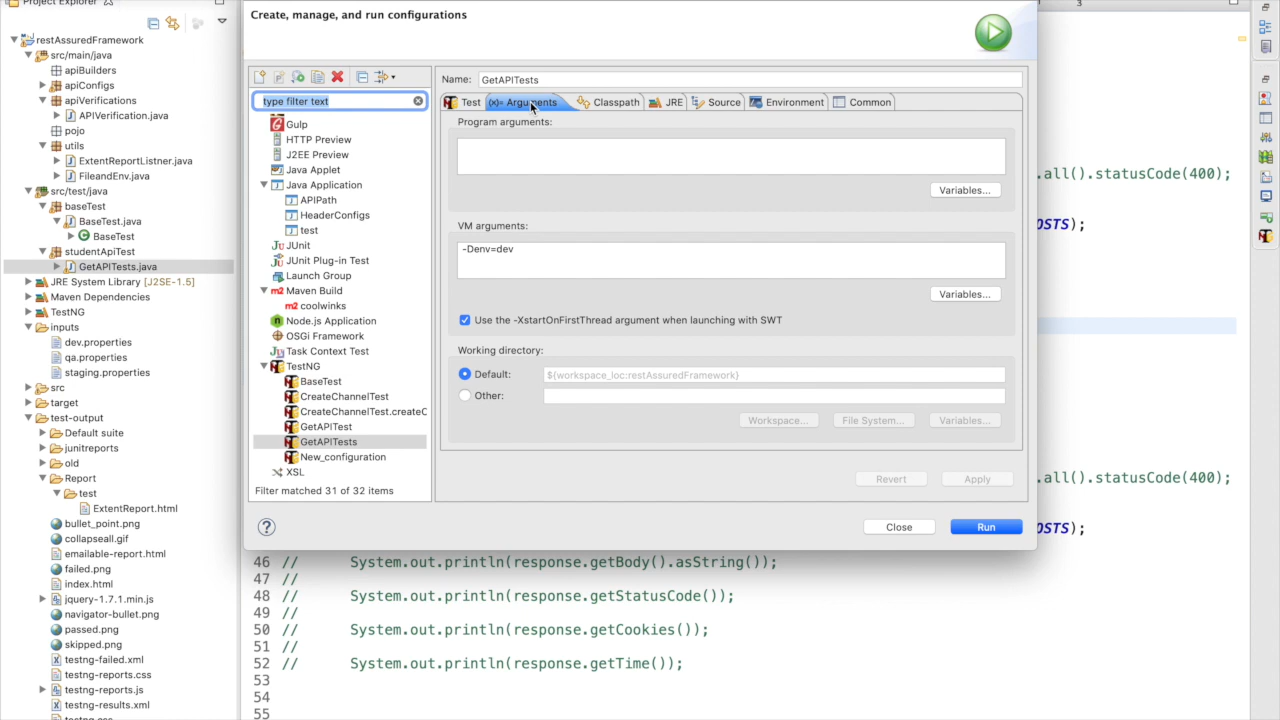 Project Explorer
restAssuredFramework
src/main/java
apiBuilders
apiConfigs
apiVerifications
APIVerification.java
pojo
utils
ExtentReportListner.java
FileandEnv.java
src/test/java
baseTest
BaseTest.java
BaseTest
studentApiTest
GetAPITests.java
JRE System Library [J2SE-1.5]
Maven Dependencies
TestNG
inputs
dev.properties
qa.properties
staging.properties
src
target
test-output
Default suite
junitreports
old
Report
test
ExtentReport.html
bullet_point.png
collapseall.gif
emailable-report.html
failed.png
index.html
jquery-1.7.1.min.js
navigator-bullet.png
passed.png
skipped.png
testng-failed.xml
testng-reports.css
testng-reports.js
testng-results.xml
testng.css
Create, manage, and run configurations
type filter text
Gulp
HTTP Preview
J2EE Preview
Java Applet
Java Application
APIPath
HeaderConfigs
test
JUnit
JUnit Plug-in Test
Launch Group
Maven Build
m2 coolwinks
Node.js Application
OSGi Framework
Task Context Test
TestNG
BaseTest
CreateChannelTest
CreateChannelTest.createC
GetAPITest
GetAPITests
New_configuration
XSL
Filter matched 31 of 32 items
Name: GetAPITests
Test (x)= Arguments Classpath JRE Source Environment Common
Program arguments:
Variables...
VM arguments:
-Denv=dev
Variables...
Use the -XstartOnFirstThread argument when launching with SWT
Working directory:
Default: ${workspace_loc:restAssuredFramework}
Other:
Workspace... File System... Variables...
Revert Apply
? Close Run
3
.all().statusCode(400);
OSTS);
.all().statusCode(400);
OSTS);
46 // System.out.println(response.getBody().asString());
47 //
48 // System.out.println(response.getStatusCode());
49 //
50 // System.out.println(response.getCookies());
51 //
52 // System.out.println(response.getTime());
53
54
55